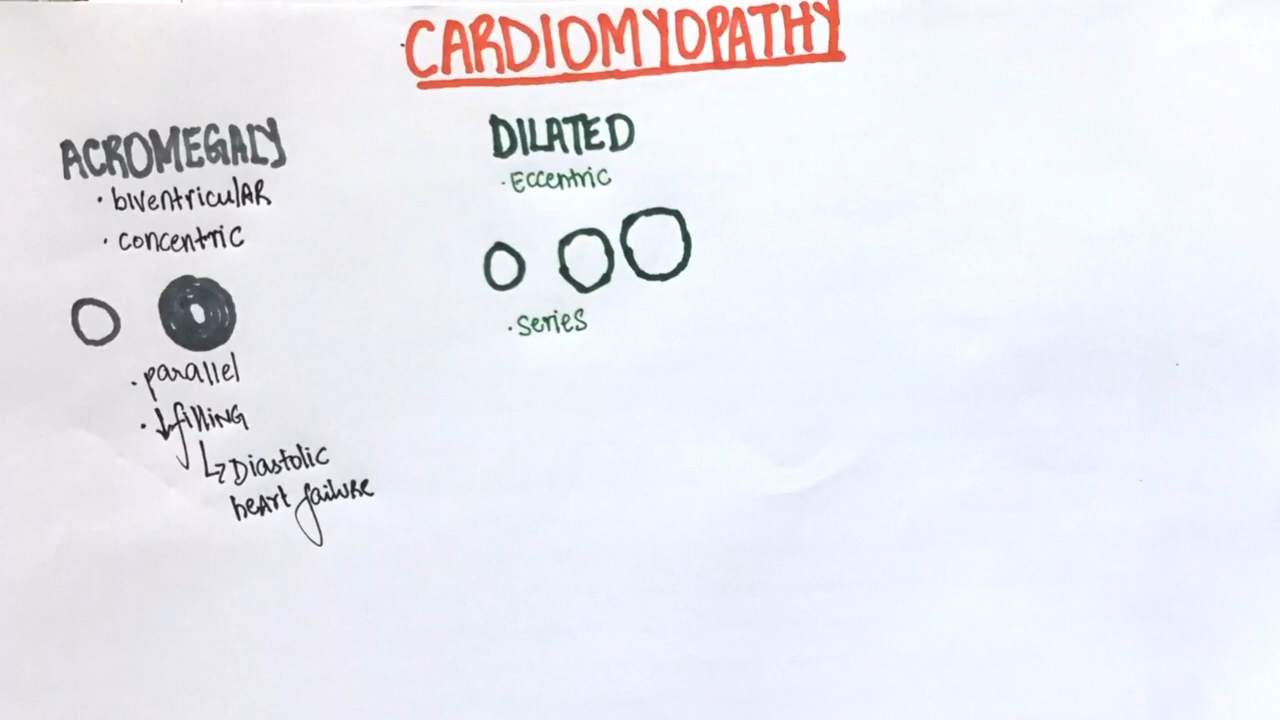 CARDIOMYOPATHY
ACROMEGALY
• biventriculAR
• concentric
• parallel
• ↓filliNG
↳ Diastolic
heArt failure
DILATED
• Eccentric
• series